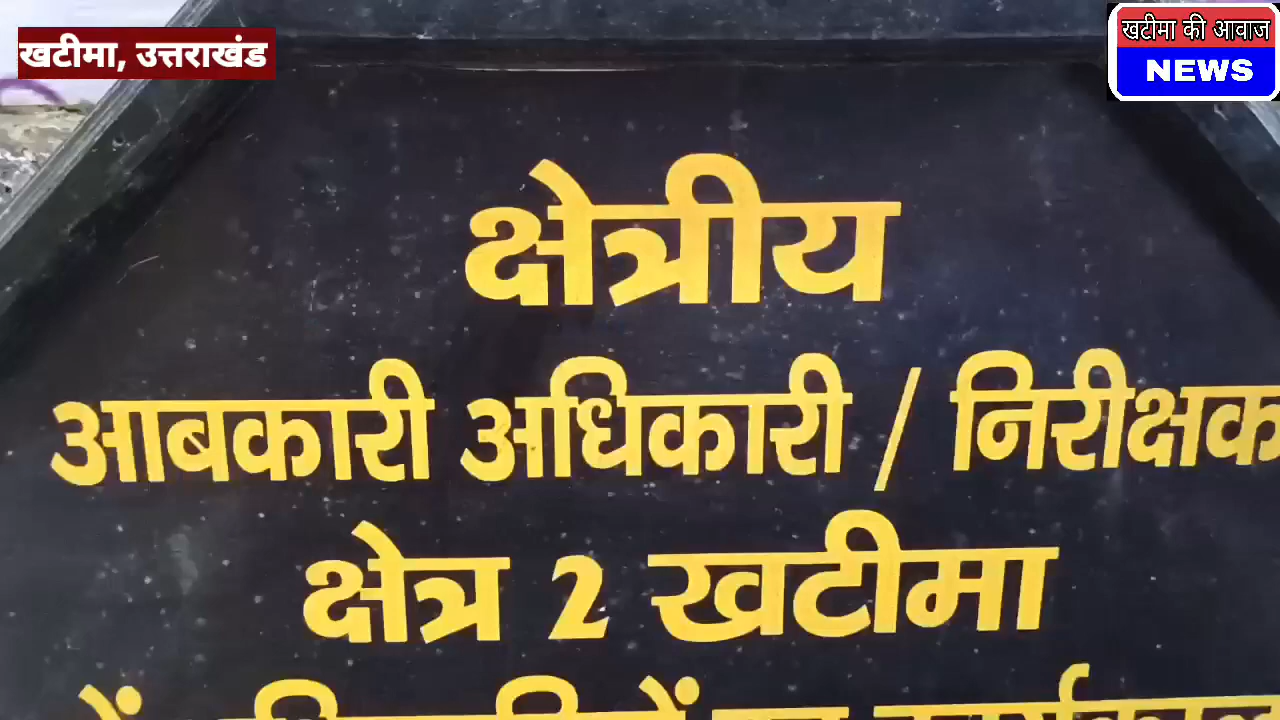 खटीमा, उत्तराखंड
खटीमा की आवाज
NEWS
क्षेत्रीय
आबकारी अधिकारी / निरीक्षक
क्षेत्र 2 खटीमा